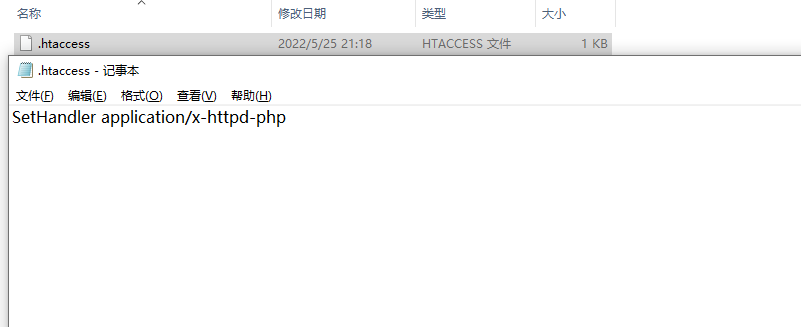 名称 修改日期 类型 大小
.htaccess 2022/5/25 21:18 HTACCESS 文件 1 KB
.htaccess - 记事本
文件(F) 编辑(E) 格式(O) 查看(V) 帮助(H)
SetHandler application/x-httpd-php